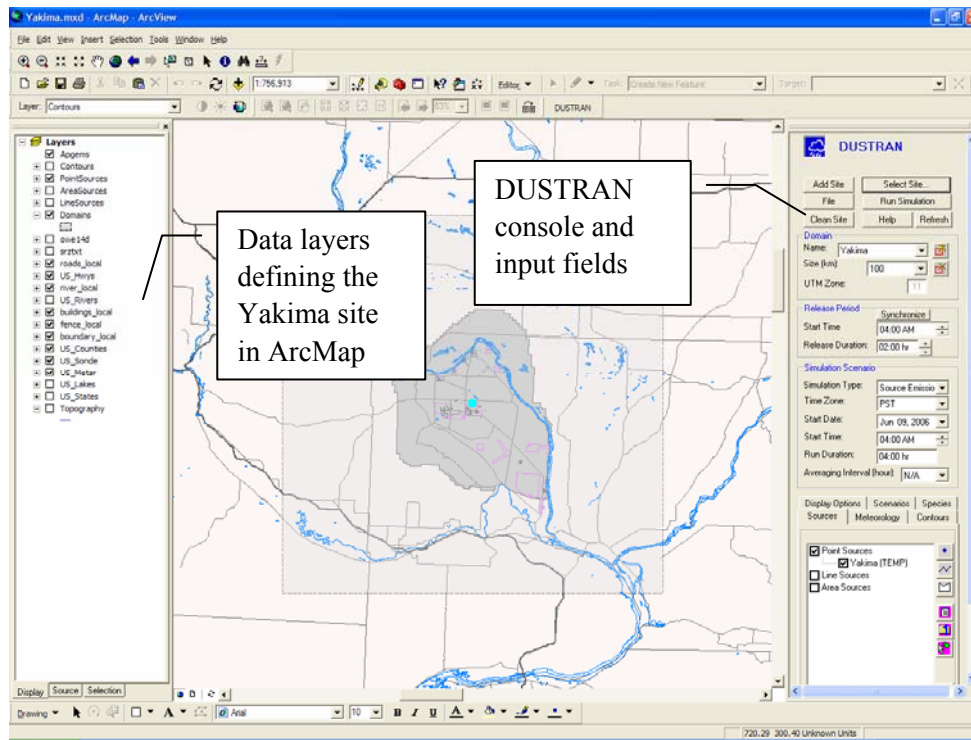 Yakima.mxd - ArcMap - ArcView
File Edit View Insert Selection Tools Window Help
1:756,913
Editor
Task: Create New Feature
Target:
Layer: Contours
83%
DUSTRAN
Layers
Apgems
Contours
PointSources
AreaSources
LineSources
Domains
owe14d
srztxt
roads_local
US_Hwys
river_local
US_Rivers
buildings_local
fence_local
boundary_local
US_Counties
US_Sonde
US_Meter
US_Lakes
US_States
Topography
Display Source Selection
Data layers
defining the
Yakima site
in ArcMap
DUSTRAN
console and
input fields
DUSTRAN
Add Site Select Site...
File Run Simulation
Clean Site Help Refresh
Domain
Name: Yakima
Size (km): 100
UTM Zone: 11
Release Period
Synchronize
Start Time 04:00 AM
Release Duration: 02:00 hr
Simulation Scenario
Simulation Type: Source Emissio
Time Zone: PST
Start Date: Jun 09, 2006
Start Time: 04:00 AM
Run Duration: 04:00 hr
Averaging Interval (hour): N/A
Display Options Scenarios Species
Sources Meteorology Contours
Point Sources
Yakima (TEMP)
Line Sources
Area Sources
Drawing
A
Arial
10
B I U A
720.29 300.40 Unknown Units